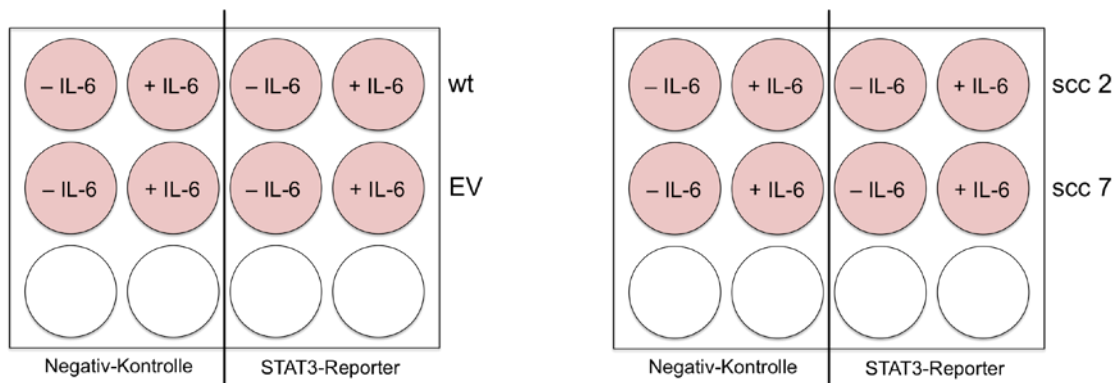 – IL-6 + IL-6 – IL-6 + IL-6 wt
– IL-6 + IL-6 – IL-6 + IL-6 EV
Negativ-Kontrolle STAT3-Reporter
– IL-6 + IL-6 – IL-6 + IL-6 scc 2
– IL-6 + IL-6 – IL-6 + IL-6 scc 7
Negativ-Kontrolle STAT3-Reporter